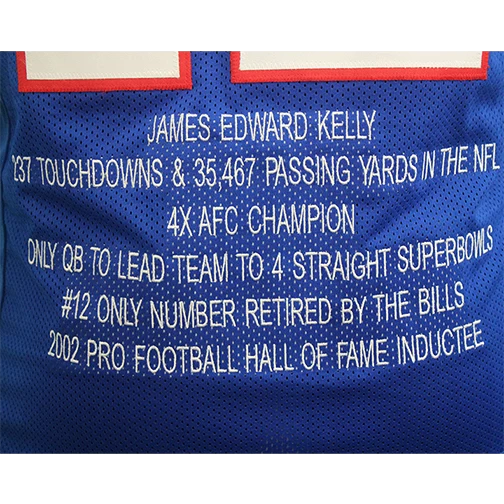 JAMES EDWARD KELLY
237 TOUCHDOWNS & 35,467 PASSING YARDS IN THE NFL
4X AFC CHAMPION
ONLY QB TO LEAD TEAM TO 4 STRAIGHT SUPERBOWLS
#12 ONLY NUMBER RETIRED BY THE BILLS
2002 PRO FOOTBALL HALL OF FAME INDUCTEE